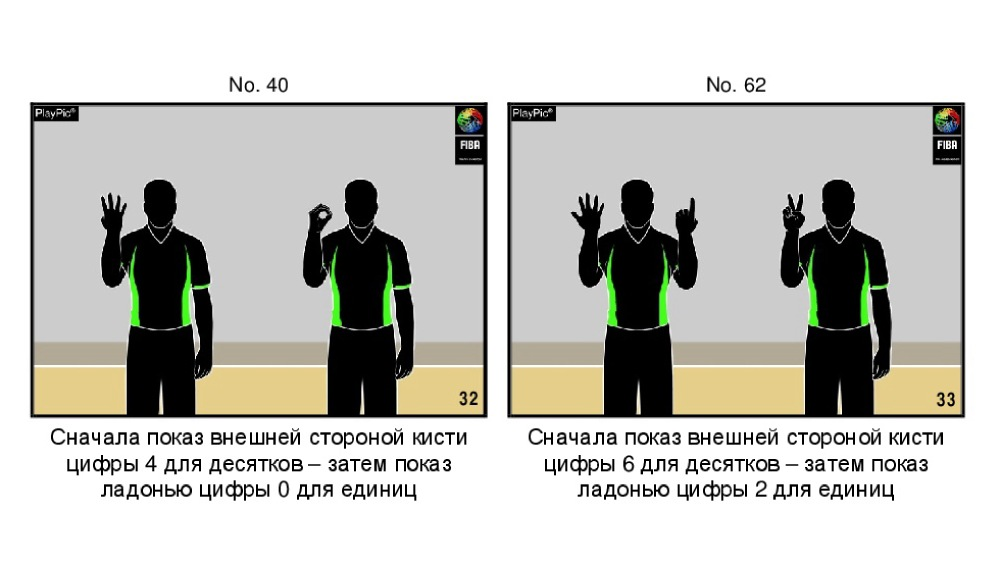 No. 40
PlayPic®
FIBA
32
Сначала показ внешней стороной кисти
цифры 4 для десятков – затем показ
ладонью цифры 0 для единиц
No. 62
PlayPic®
FIBA
33
Сначала показ внешней стороной кисти
цифры 6 для десятков – затем показ
ладонью цифры 2 для единиц